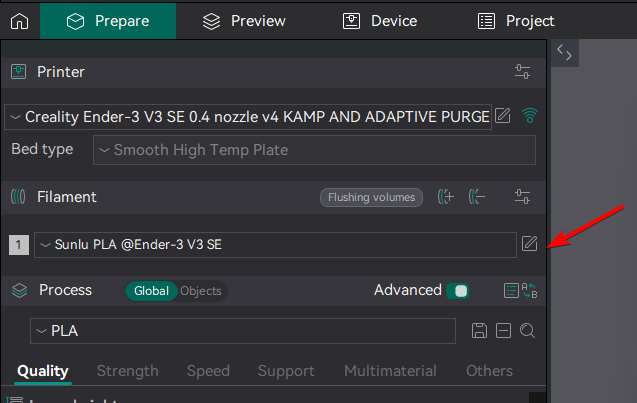 Prepare Preview Device Project
Printer
Creality Ender-3 V3 SE 0.4 nozzle v4 KAMP AND ADAPTIVE PURGE
Bed type Smooth High Temp Plate
Filament Flushing volumes
1 Sunlu PLA @Ender-3 V3 SE
Process Global Objects Advanced
PLA
Quality Strength Speed Support Multimaterial Others